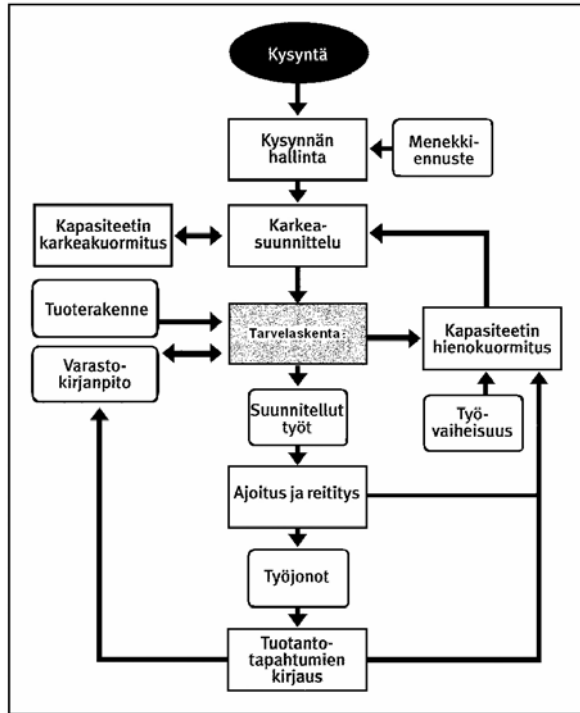 Kysyntä
Kysynnän
hallinta
Menekki-
ennuste
Kapasiteetin
karkeakuormitus
Karkea-
suunnittelu
Tuoterakenne
Tarvelaskenta
Kapasiteetin
hienokuormitus
Varasto-
kirjanpito
Suunnitellut
työt
Työ-
vaiheisuus
Ajoitus ja reititys
Työjonot
Tuotanto-
tapahtumien
kirjaus